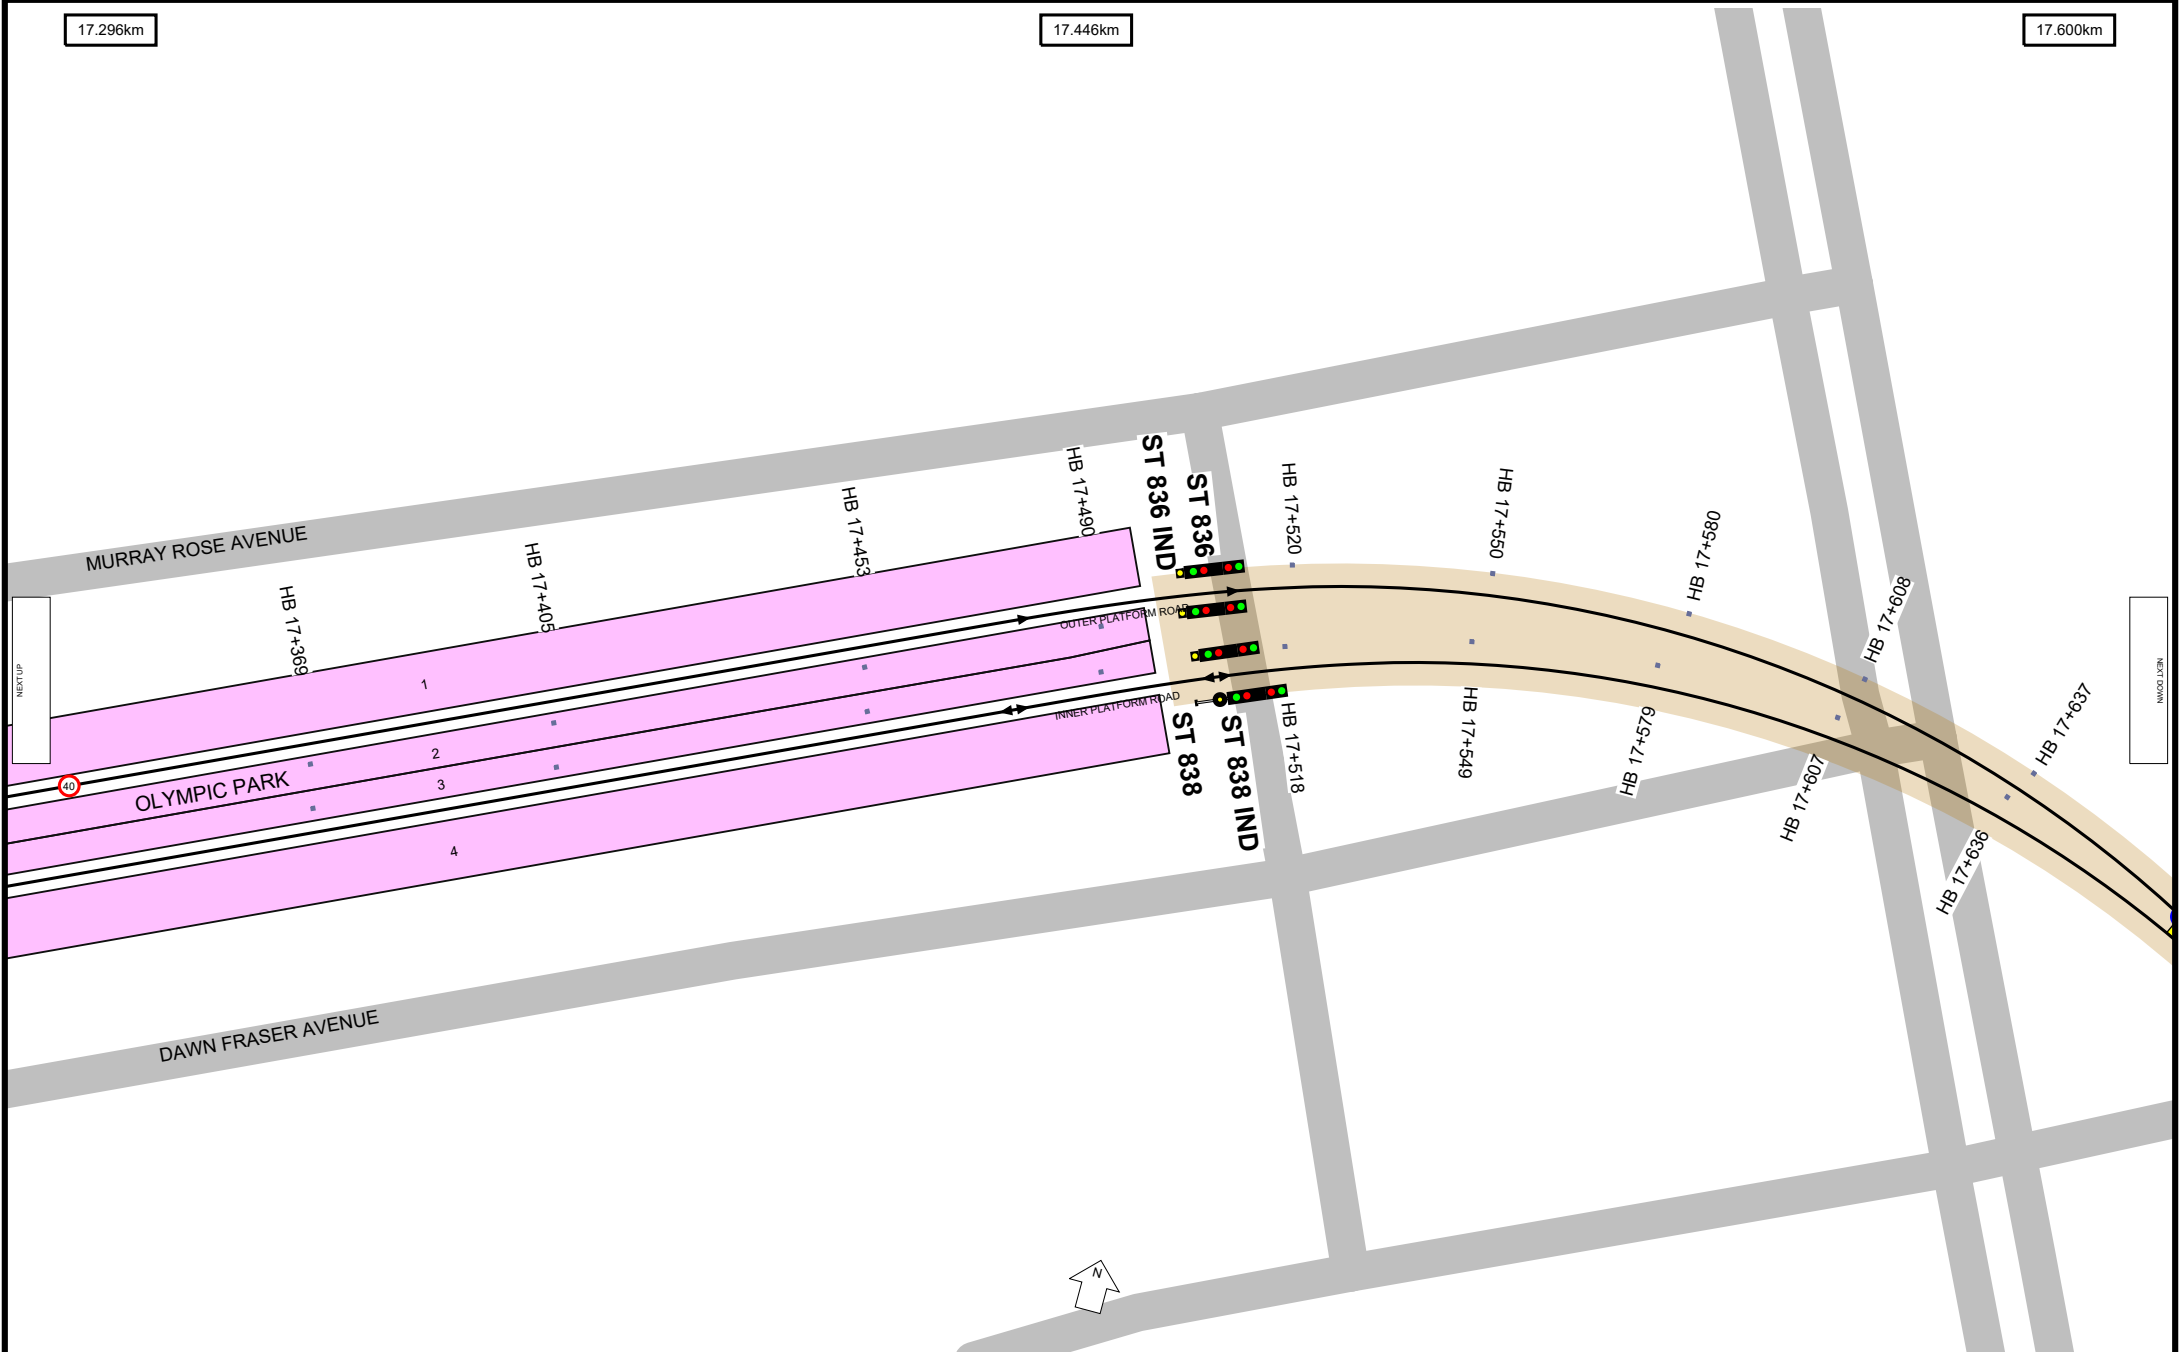 17.296km
17.446km
17.600km
MURRAY ROSE AVENUE
HB 17+369
HB 17+405
HB 17+453
HB 17+490
ST 836 IND
ST 836
HB 17+520
HB 17+550
HB 17+580
HB 17+608
HB 17+637
NEXT UP
NEXT DOWN
OUTER PLATFORM ROAD
INNER PLATFORM ROAD
1
2
3
4
40
OLYMPIC PARK
ST 838
ST 838 IND
HB 17+518
HB 17+549
HB 17+579
HB 17+607
HB 17+636
DAWN FRASER AVENUE
N